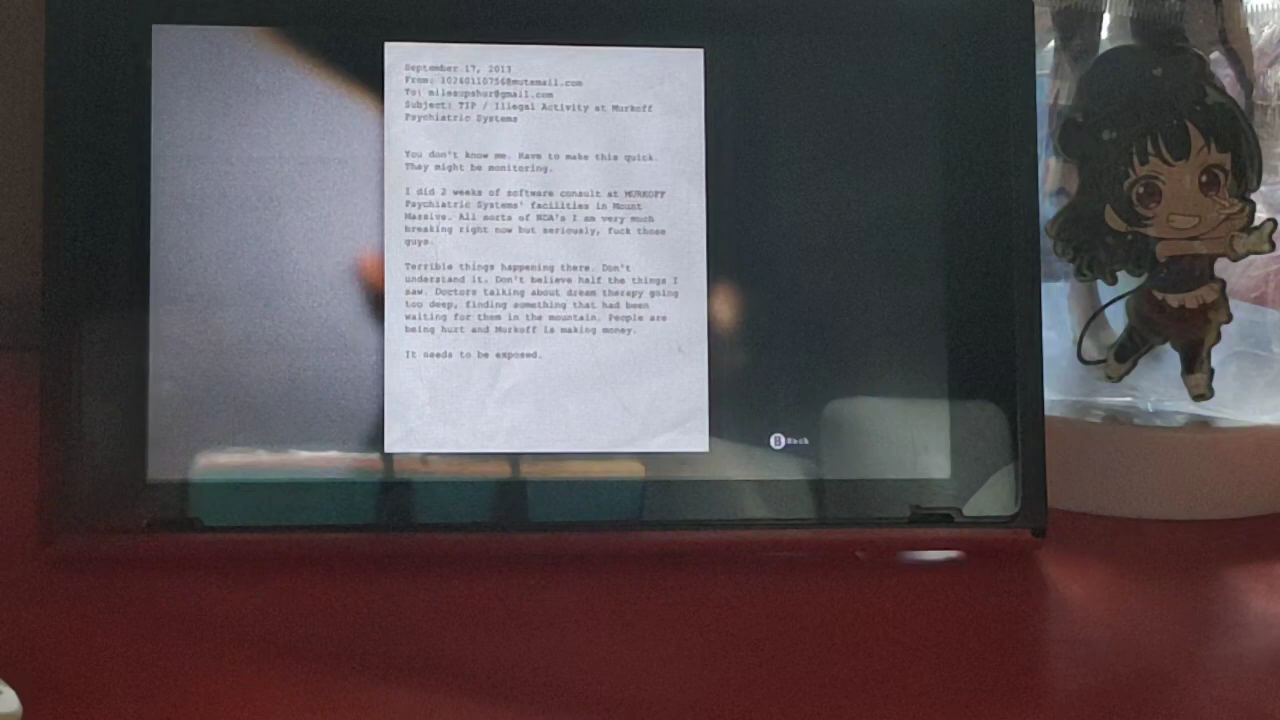 September 17, 2013
From: 10260110756@mutemail.com
To: milesupshur@gmail.com
Subject: TIP / Illegal Activity at Murkoff
Psychiatric Systems
You don't know me. Have to make this quick.
They might be monitoring.
I did 2 weeks of software consult at MURKOFF
Psychiatric Systems' facilities in Mount
Massive. All sorts of NDA's I am very much
breaking right now but seriously, fuck those
guys.
Terrible things happening there. Don't
understand it. Don't believe half the things I
saw. Doctors talking about dream therapy going
too deep, finding something that had been
waiting for them in the mountain. People are
being hurt and Murkoff is making money.
It needs to be exposed.
B Back